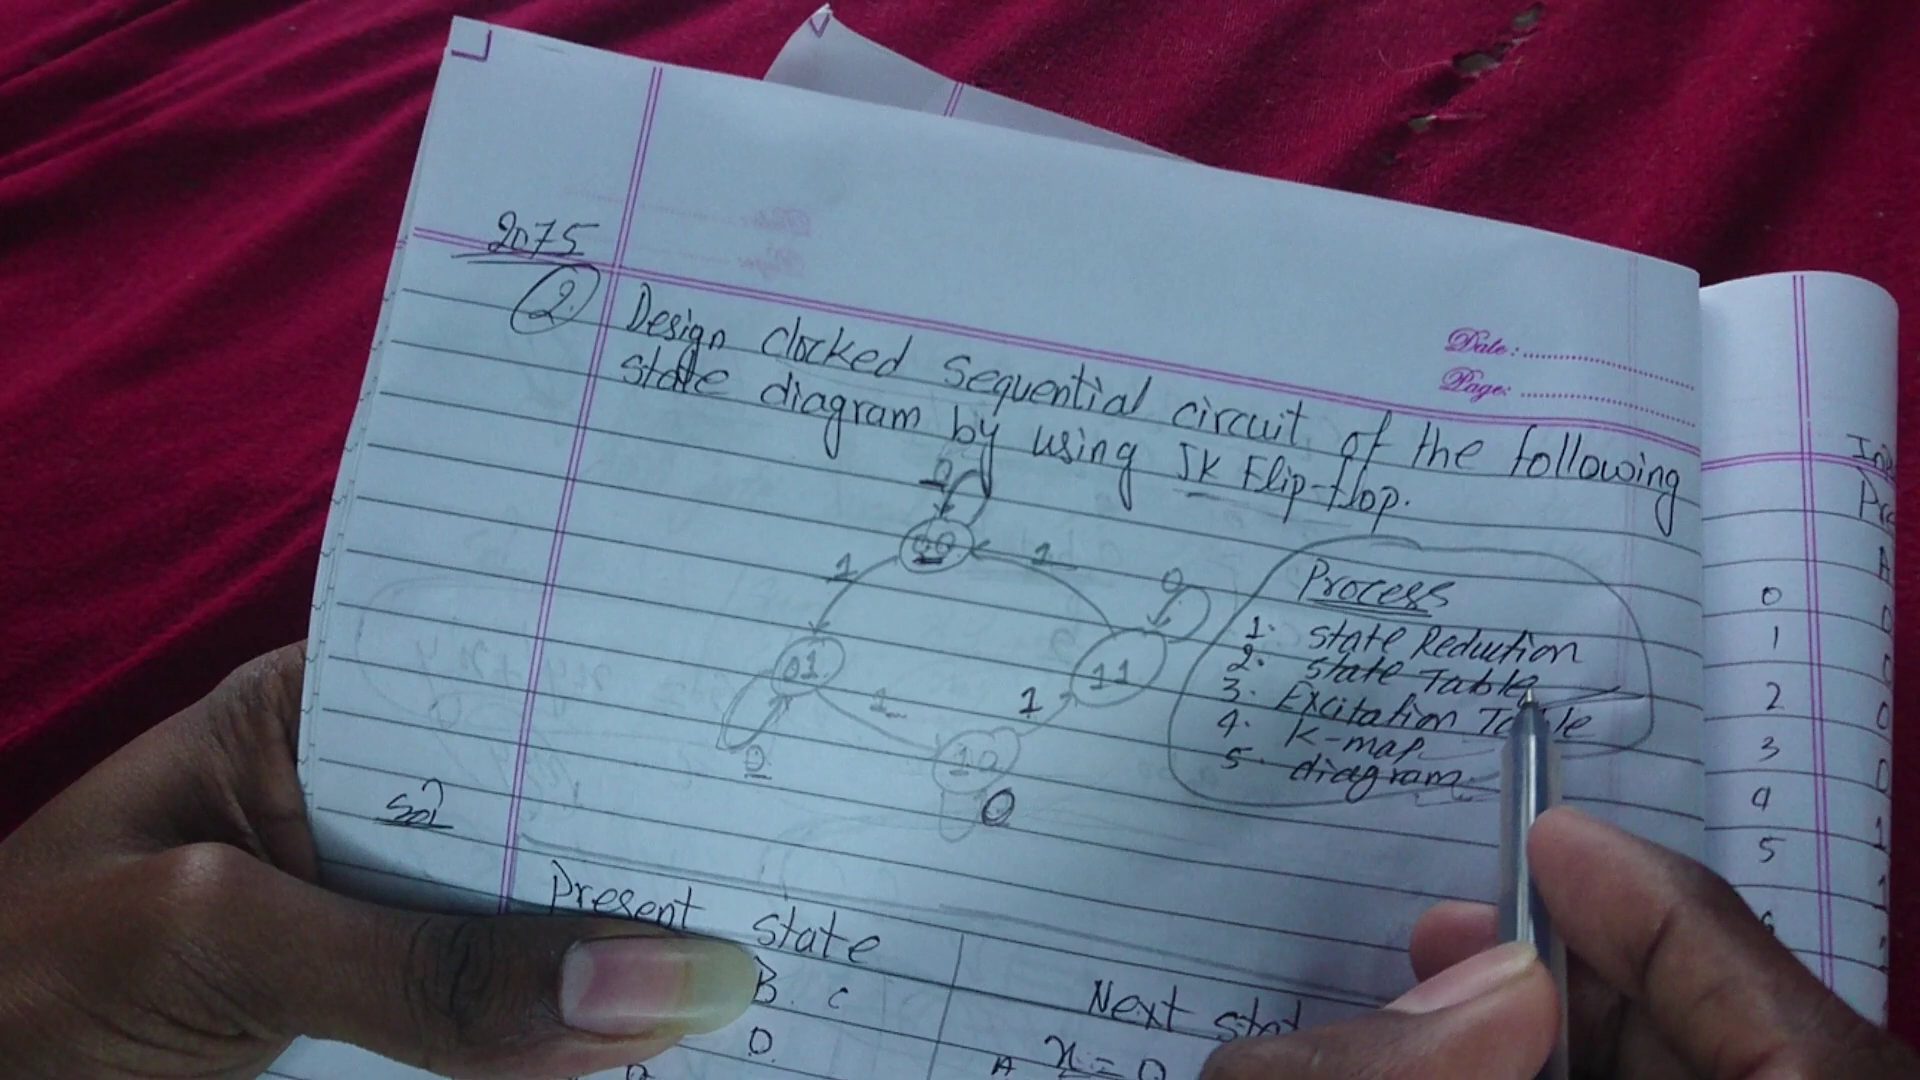 2075
2.
Design clocked sequential circuit of the following
state diagram by using JK Flip-flop.
Date:
Page:
0
00
1
1
0
01
11
1
1
0
10
0
Process
1. state Reduction
2. state Table
3. Excitation Table
4. K-map
5. diagram
Present state
Next stat
B C
0
A x = 0
0
1
2
3
4
5